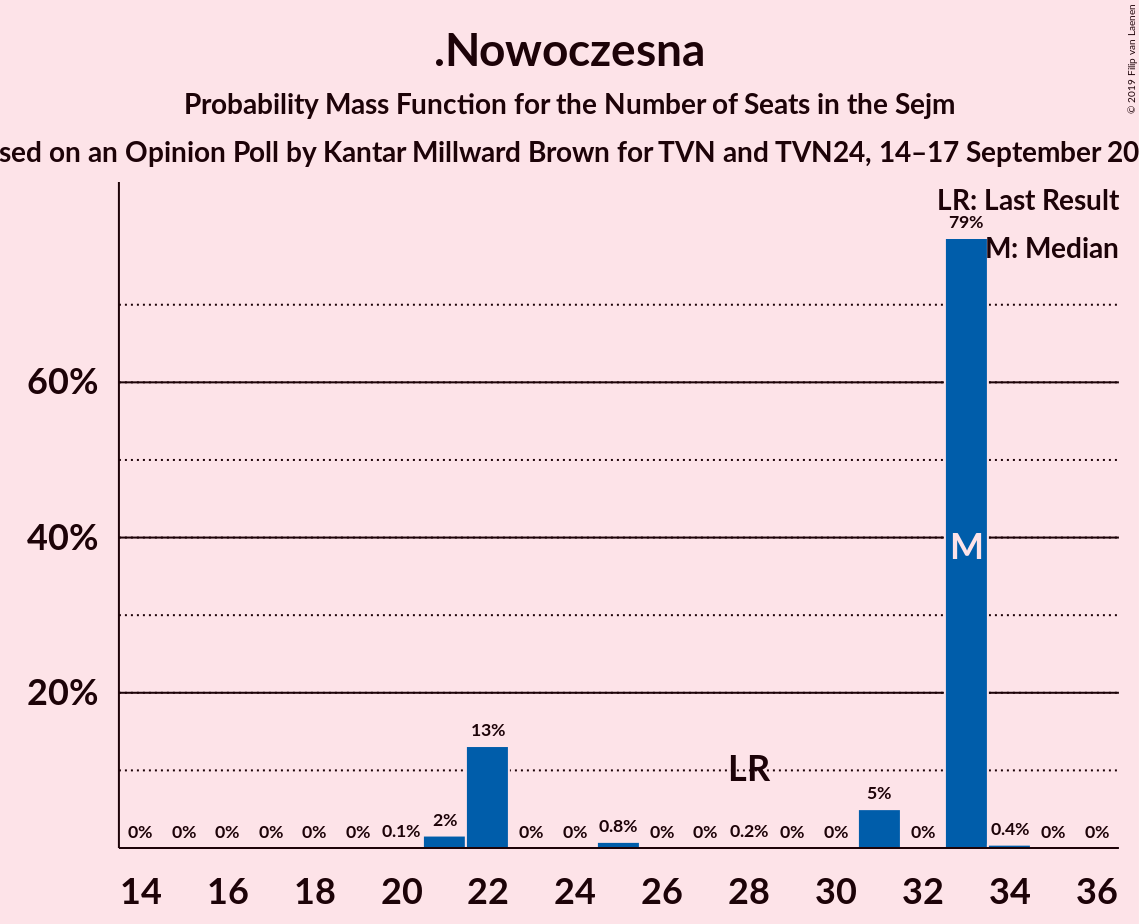 .Nowoczesna
Probability Mass Function for the Number of Seats in the Sejm
sed on an Opinion Poll by Kantar Millward Brown for TVN and TVN24, 14–17 September 20
© 2019 Filip van Laenen
LR: Last Result
M: Median
60%
40%
20%
0% 0% 0% 0% 0% 0% 0.1% 2% 13% 0% 0% 0.8% 0% 0% 0.2% 0% 0% 5% 0% 79% 0.4% 0% 0%
LR
M
14 16 18 20 22 24 26 28 30 32 34 36